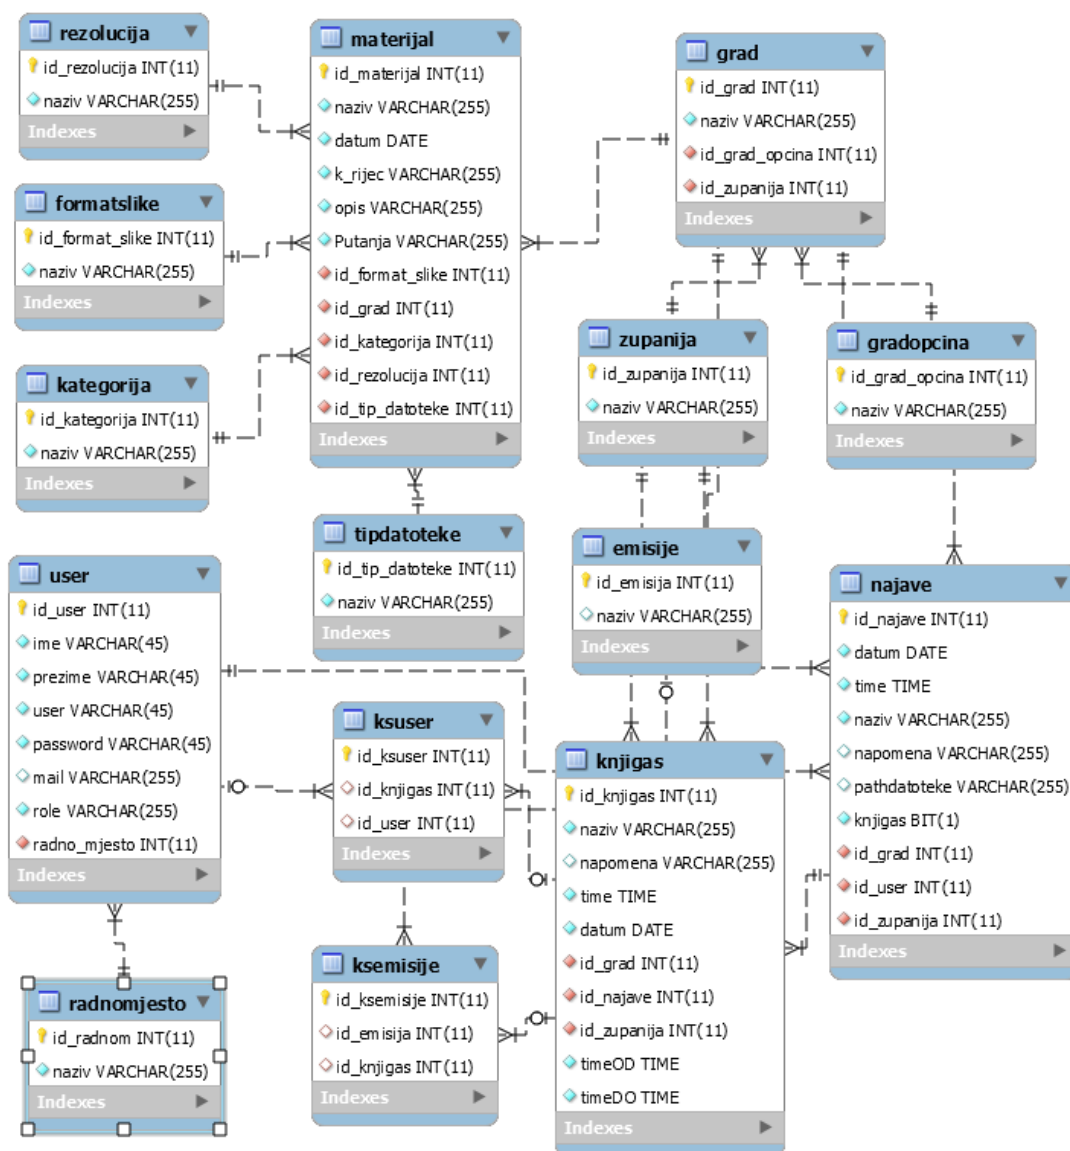 rezolucija
id_rezolucija INT(11)
naziv VARCHAR(255)
Indexes
formatslike
id_format_slike INT(11)
naziv VARCHAR(255)
Indexes
kategorija
id_kategorija INT(11)
naziv VARCHAR(255)
Indexes
materijal
id_materijal INT(11)
naziv VARCHAR(255)
datum DATE
k_rijec VARCHAR(255)
opis VARCHAR(255)
Putanja VARCHAR(255)
id_format_slike INT(11)
id_grad INT(11)
id_kategorija INT(11)
id_rezolucija INT(11)
id_tip_datoteke INT(11)
Indexes
grad
id_grad INT(11)
naziv VARCHAR(255)
id_grad_opcina INT(11)
id_zupanija INT(11)
Indexes
zupanija
id_zupanija INT(11)
naziv VARCHAR(255)
Indexes
gradopcina
id_grad_opcina INT(11)
naziv VARCHAR(255)
Indexes
tipdatoteke
id_tip_datoteke INT(11)
naziv VARCHAR(255)
Indexes
emisije
id_emisija INT(11)
naziv VARCHAR(255)
Indexes
user
id_user INT(11)
ime VARCHAR(45)
prezime VARCHAR(45)
user VARCHAR(45)
password VARCHAR(45)
mail VARCHAR(255)
role VARCHAR(255)
radno_mjesto INT(11)
Indexes
najave
id_najave INT(11)
datum DATE
time TIME
naziv VARCHAR(255)
napomena VARCHAR(255)
pathdatoteke VARCHAR(255)
knjigas BIT(1)
id_grad INT(11)
id_user INT(11)
id_zupanija INT(11)
Indexes
ksuser
id_ksuser INT(11)
id_knjigas INT(11)
id_user INT(11)
Indexes
knjigas
id_knjigas INT(11)
naziv VARCHAR(255)
napomena VARCHAR(255)
time TIME
datum DATE
id_grad INT(11)
id_najave INT(11)
id_zupanija INT(11)
timeOD TIME
timeDO TIME
Indexes
ksemisije
id_ksemisije INT(11)
id_emisija INT(11)
id_knjigas INT(11)
Indexes
radnomjesto
id_radnom INT(11)
naziv VARCHAR(255)
Indexes